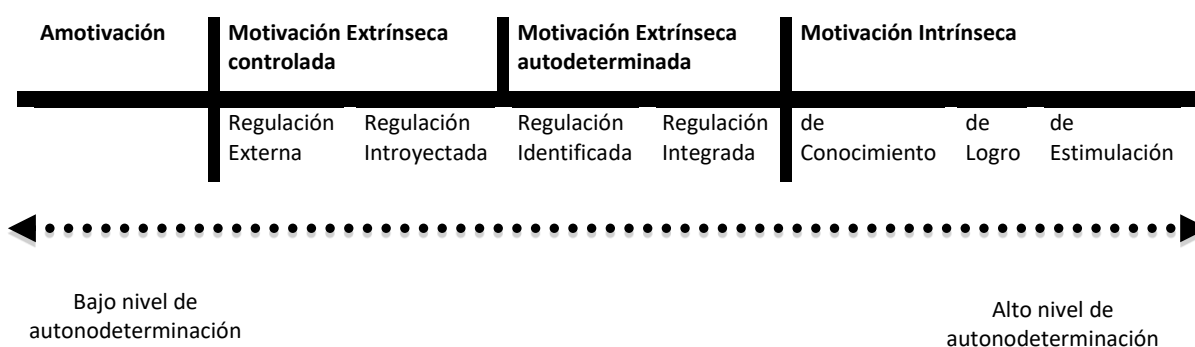 Amotivación
Motivación Extrínseca
controlada
Motivación Extrínseca
autodeterminada
Motivación Intrínseca
Regulación
Externa
Regulación
Introyectada
Regulación
Identificada
Regulación
Integrada
de
Conocimiento
de
Logro
de
Estimulación
Bajo nivel de
autonodeterminación
Alto nivel de
autonodeterminación